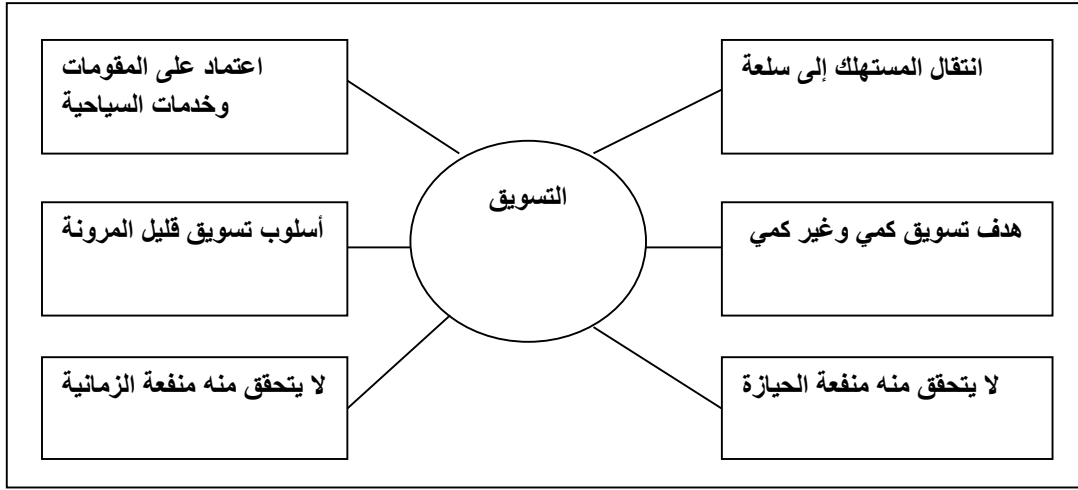 انتقال المستهلك إلى سلعة
اعتماد على المقومات
وخدمات السياحية
التسويق
هدف تسويق كمي وغير كمي
أسلوب تسويق قليل المرونة
لا يتحقق منه منفعة الحيازة
لا يتحقق منه منفعة الزمانية